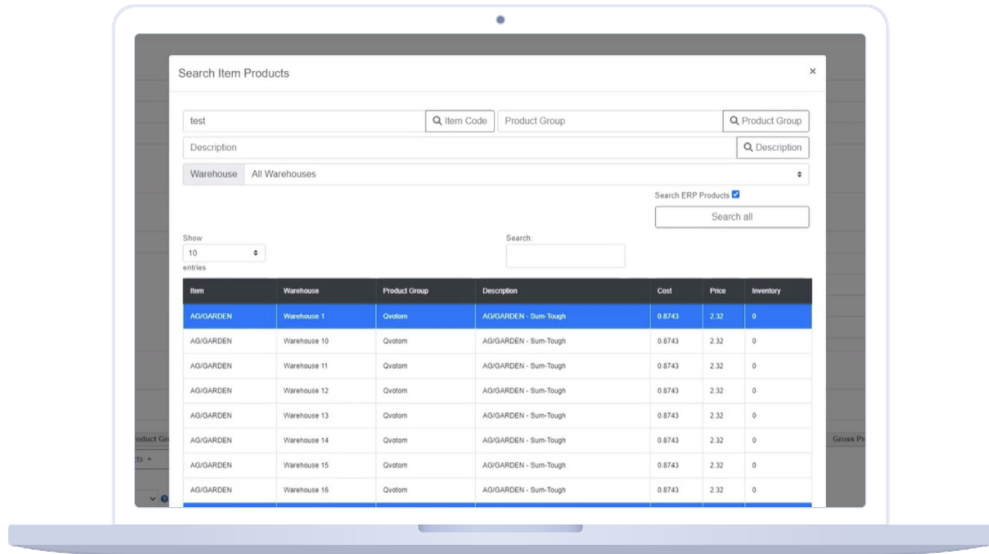 Search Item Products ×
test Item Code Product Group Product Group
Description Description
Warehouse All Warehouses
Search ERP Products
Search all
Show Search:
10
entries
Item Warehouse Product Group Description Cost Price Inventory
AG/GARDEN Warehouse 1 Qvotom AG/GARDEN - Sum-Tough 0.8743 2.32 0
AG/GARDEN Warehouse 10 Qvotom AG/GARDEN - Sum-Tough 0.8743 2.32 0
AG/GARDEN Warehouse 11 Qvotom AG/GARDEN - Sum-Tough 0.8743 2.32 0
AG/GARDEN Warehouse 12 Qvotom AG/GARDEN - Sum-Tough 0.8743 2.32 0
AG/GARDEN Warehouse 13 Qvotom AG/GARDEN - Sum-Tough 0.8743 2.32 0
AG/GARDEN Warehouse 14 Qvotom AG/GARDEN - Sum-Tough 0.8743 2.32 0
AG/GARDEN Warehouse 15 Qvotom AG/GARDEN - Sum-Tough 0.8743 2.32 0
AG/GARDEN Warehouse 16 Qvotom AG/GARDEN - Sum-Tough 0.8743 2.32 0
Gross